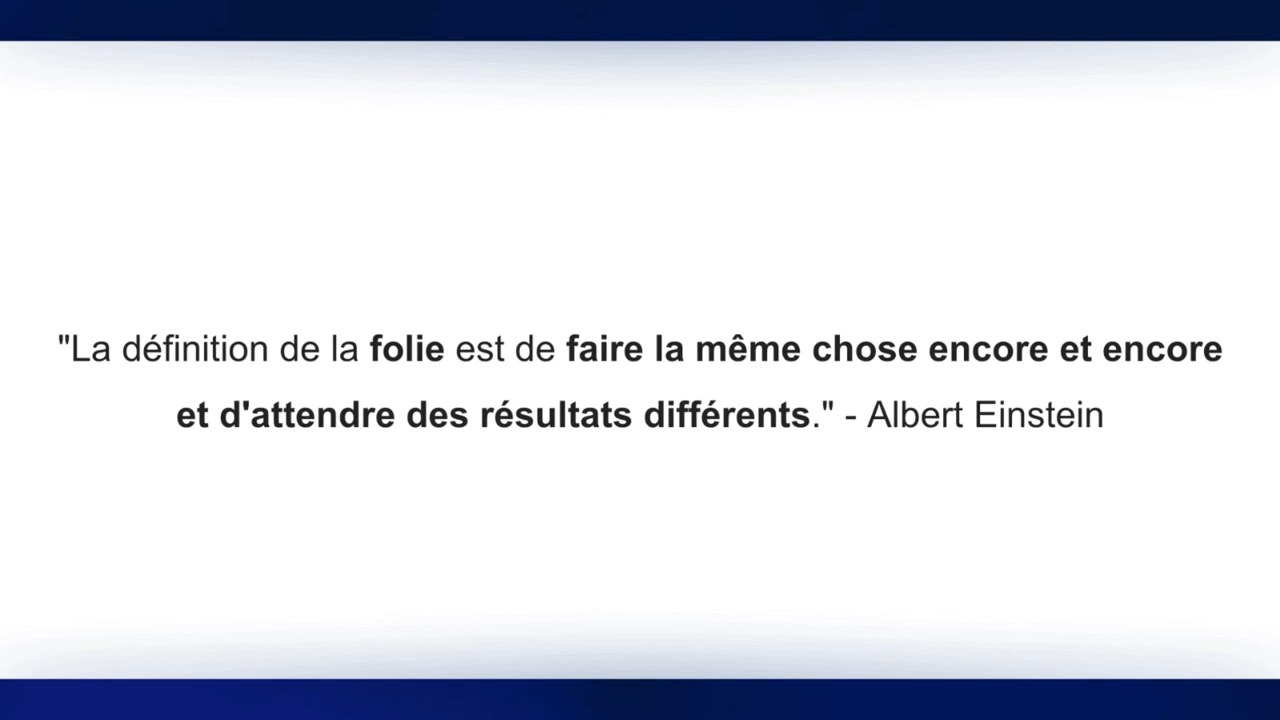 "La définition de la folie est de faire la même chose encore et encore
et d'attendre des résultats différents." - Albert Einstein